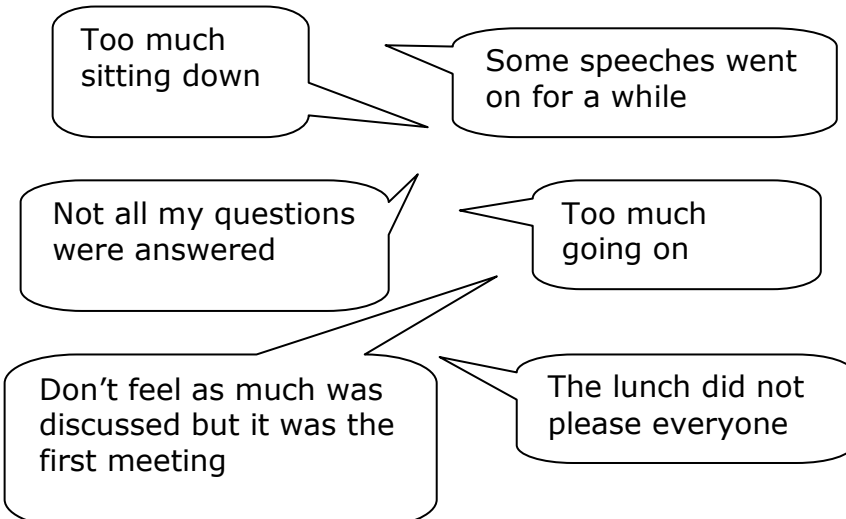 Too much
sitting down
Some speeches went
on for a while
Not all my questions
were answered
Too much
going on
Don’t feel as much was
discussed but it was the
first meeting
The lunch did not
please everyone